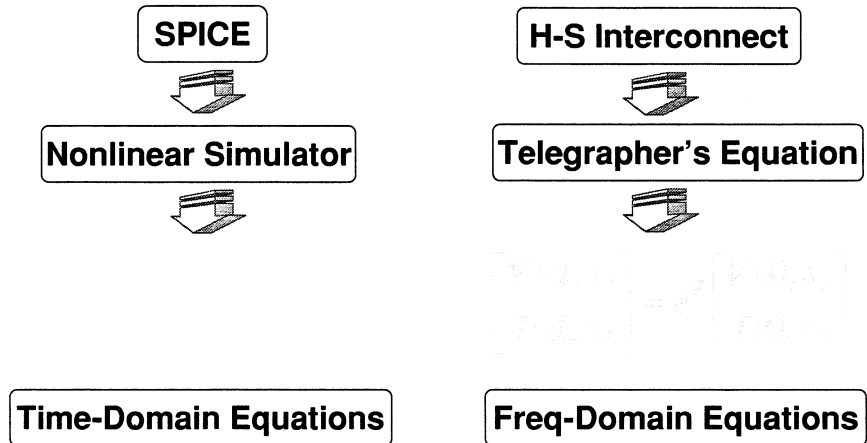 SPICE
Nonlinear Simulator
Time-Domain Equations
H-S Interconnect
Telegrapher's Equation
Freq-Domain Equations